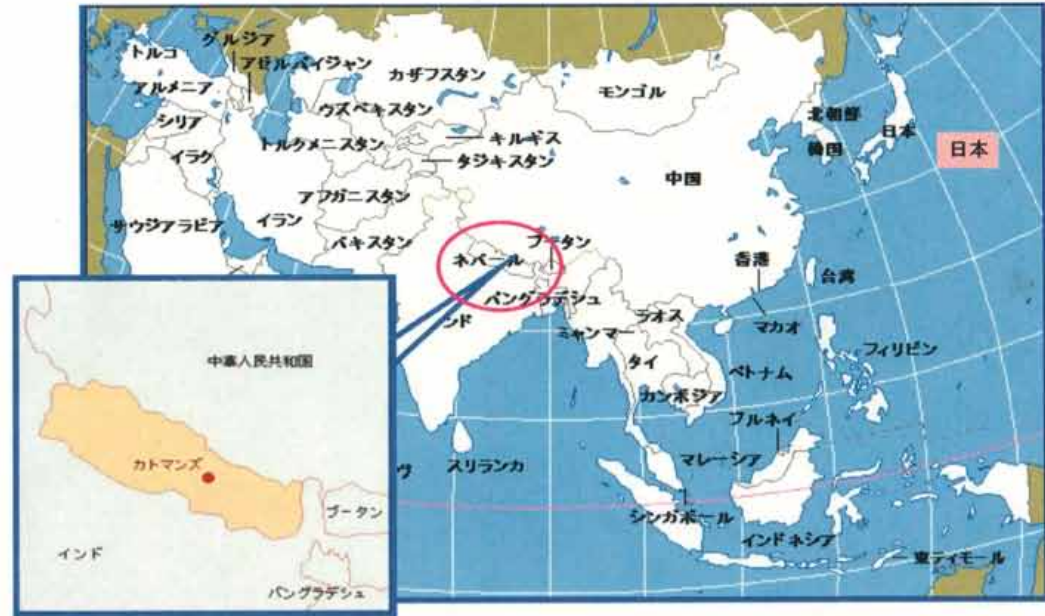 グルジア
トルコ
アゼルバイジャン
カザフスタン
アルメニア
モンゴル
ウズベキスタン
北朝鮮
シリア
キルギス
日本
トルクメニスタン
日本
イラク
タジキスタン
韓国
中国
アフガニスタン
サウジアラビア
イラン
パキスタン
ブータン
ネパール
香港
台湾
バングラデシュ
ンド
ラオス
ミャンマー
マカオ
フィリピン
タイ
ベトナム
カンボジア
ブルネイ
マレーシア
スリランカ
ヴ
シンガポール
インドネシア
東ティモール
中華人民共和国
カトマンズ
ブータン
インド
バングラデシュ